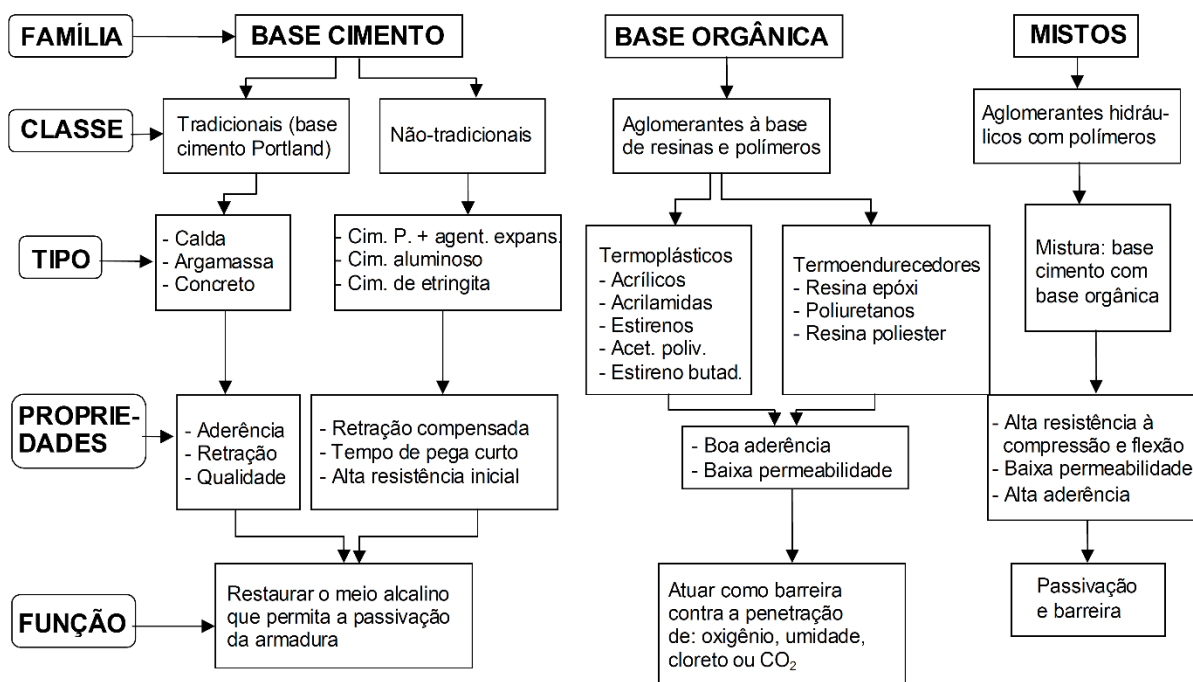 FAMÍLIA
BASE CIMENTO
BASE ORGÂNICA
MISTOS
CLASSE
Tradicionais (base
cimento Portland)
Não-tradicionais
Aglomerantes à base
de resinas e polímeros
Aglomerantes hidráu-
licos com polímeros
TIPO
- Calda
- Argamassa
- Concreto
- Cim. P. + agent. expans.
- Cim. aluminoso
- Cim. de etringita
Termoplásticos
- Acrílicos
- Acrilamidas
- Estirenos
- Acet. poliv.
- Estireno butad.
Termoendurecedores
- Resina epóxi
- Poliuretanos
- Resina poliester
Mistura: base
cimento com
base orgânica
PROPRIE-
DADES
- Aderência
- Retração
- Qualidade
- Retração compensada
- Tempo de pega curto
- Alta resistência inicial
- Boa aderência
- Baixa permeabilidade
- Alta resistência à
compressão e flexão
- Baixa permeabilidade
- Alta aderência
FUNÇÃO
Restaurar o meio alcalino
que permita a passivação
da armadura
Atuar como barreira
contra a penetração
de: oxigênio, umidade,
cloreto ou CO₂
Passivação
e barreira